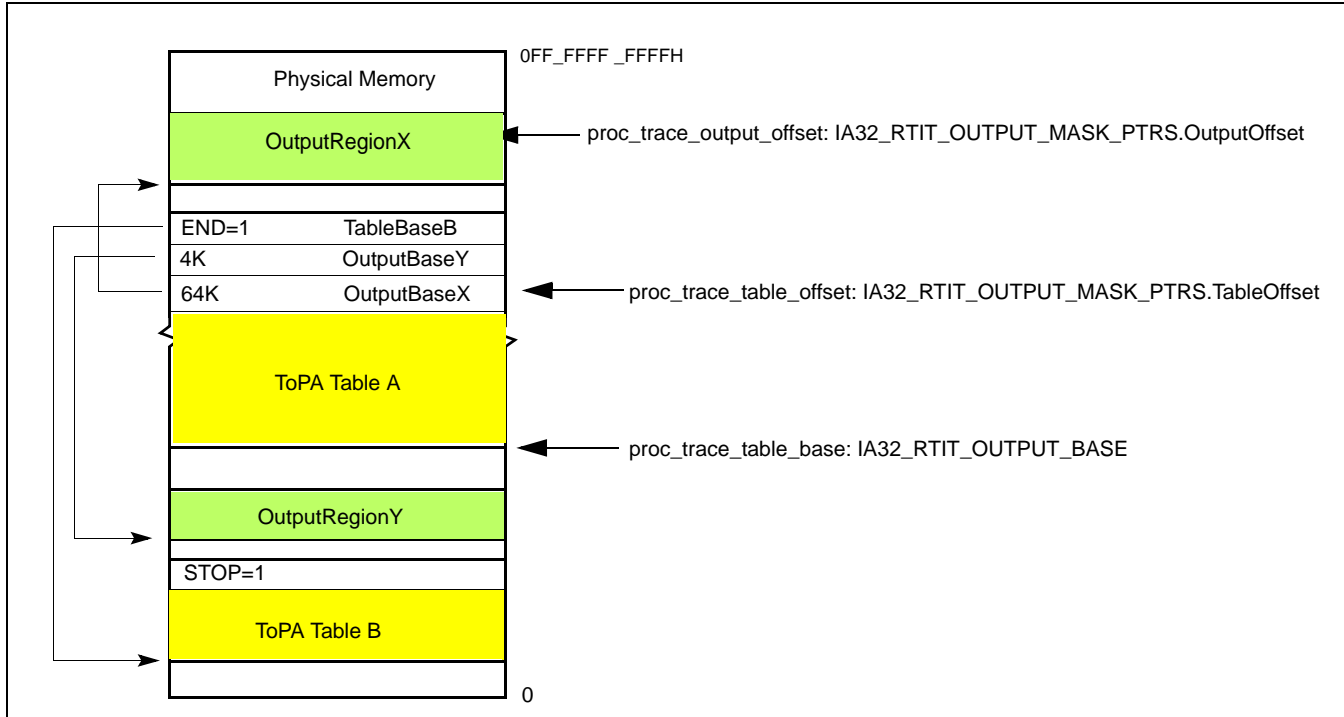 0FF_FFFF _FFFFH
Physical Memory
OutputRegionX
proc_trace_output_offset: IA32_RTIT_OUTPUT_MASK_PTRS.OutputOffset
END=1 TableBaseB
4K OutputBaseY
64K OutputBaseX
proc_trace_table_offset: IA32_RTIT_OUTPUT_MASK_PTRS.TableOffset
ToPA Table A
proc_trace_table_base: IA32_RTIT_OUTPUT_BASE
OutputRegionY
STOP=1
ToPA Table B
0